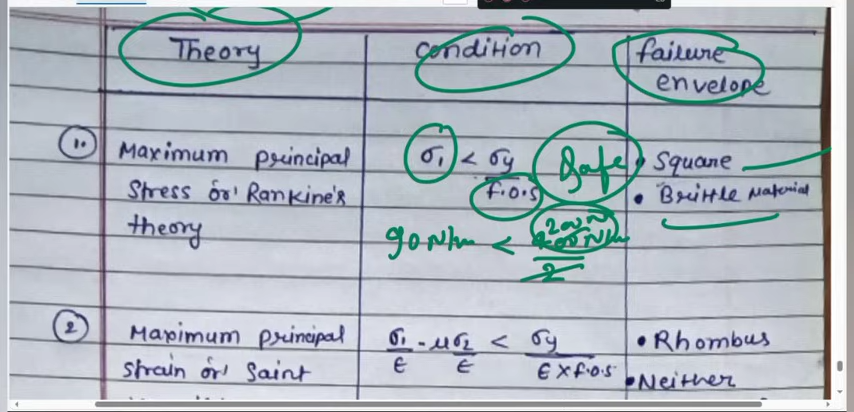 Theory
Condition
failure
envelope
①
Maximum principal
Stress or Rankine's
theory
σ₁ < σy
f.o.s
Safe
90 N/m <
200 N
2
• Square
• Brittle Material
②
Maximum principal
Strain or Saint
σ₁ - μσ₂ < σy
ϵ ϵ ϵ × f.o.s
• Rhombus
• Neither